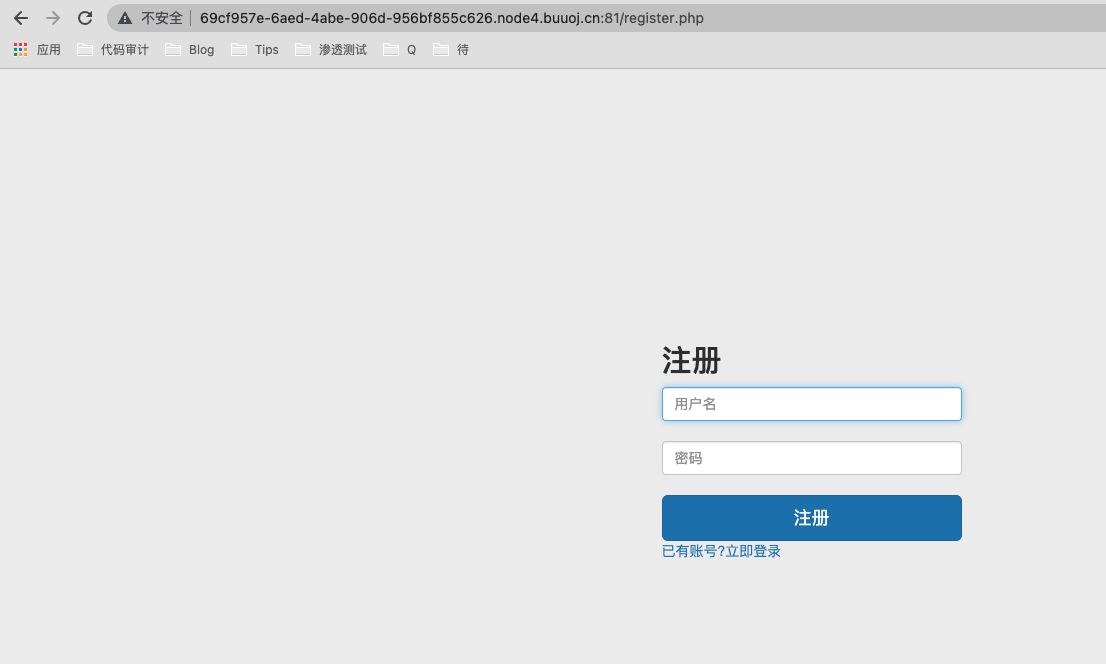 不安全 69cf957e-6aed-4abe-906d-956bf855c626.node4.buuoj.cn:81/register.php
应用 代码审计 Blog Tips 渗透测试 Q 待
注册
用户名
密码
注册
已有账号?立即登录